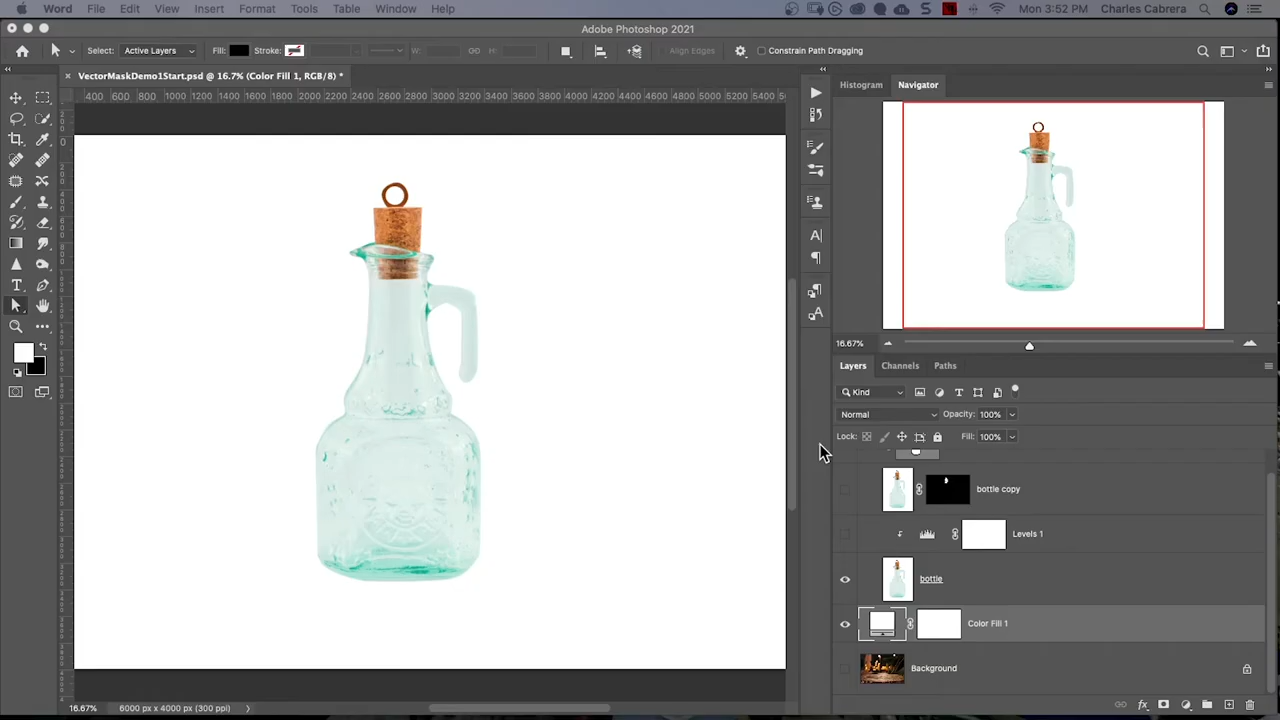 Word File Edit View Insert Format Tools Table Window Help Mon 3:52 PM Charles Cabrera
Adobe Photoshop 2021
Select: Active Layers Fill: Stroke: W: H: Align Edges Constrain Path Dragging
VectorMaskDemo1Start.psd @ 16.7% (Color Fill 1, RGB/8) *
400 600 800 1000 1200 1400 1600 1800 2000 2200 2400 2600 2800 3000 3200 3400 3600 3800 4000 4200 4400 4600 4800 5000 5200 5400
Histogram Navigator
16.67%
Layers Channels Paths
Kind
Normal Opacity: 100%
Lock: Fill: 100%
bottle copy
Levels 1
bottle
Color Fill 1
Background
16.67% 6000 px x 4000 px (300 ppi)